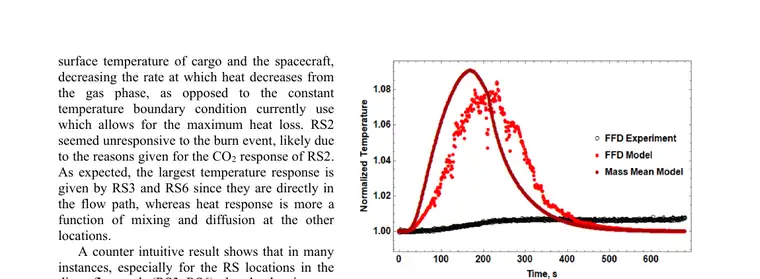 surface temperature of cargo and the spacecraft,
decreasing the rate at which heat decreases from
the gas phase, as opposed to the constant
temperature boundary condition currently use
which allows for the maximum heat loss. RS2
seemed unresponsive to the burn event, likely due
to the reasons given for the CO₂ response of RS2.
As expected, the largest temperature response is
given by RS3 and RS6 since they are directly in
the flow path, whereas heat response is more a
function of mixing and diffusion at the other
locations.
A counter intuitive result shows that in many
instances, especially for the RS locations in the
Normalized Temperature
1.08
1.06
1.04
1.02
1.00
FFD Experiment
FFD Model
Mass Mean Model
0 100 200 300 400 500 600
Time, s